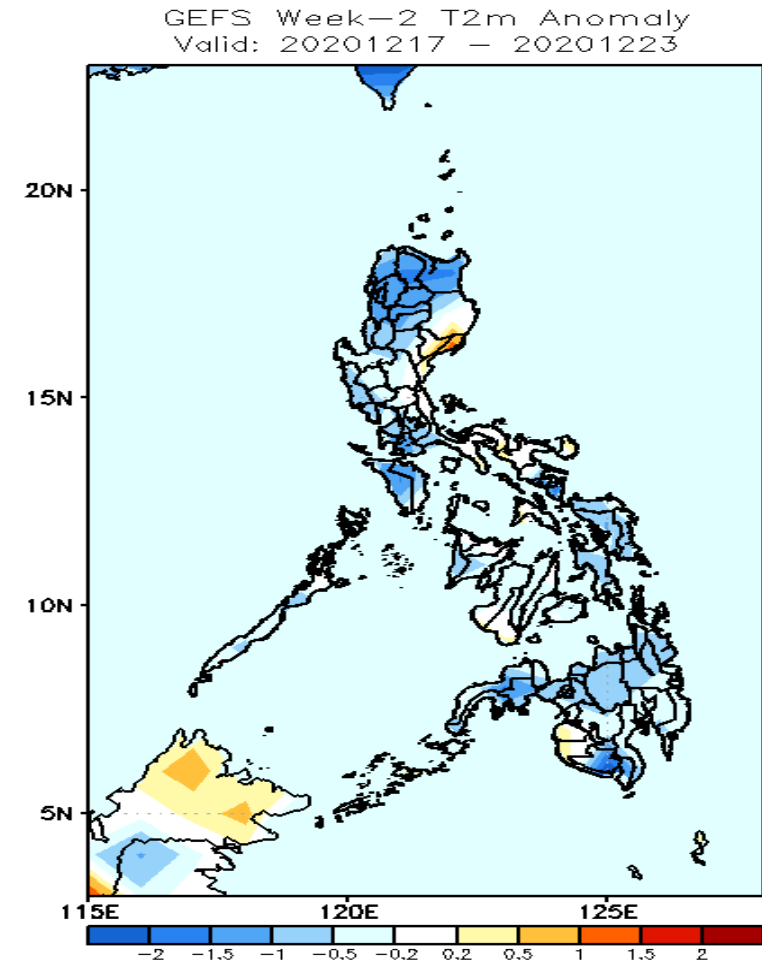 GEFS Week-2 T2m Anomaly
Valid: 20201217 - 20201223
20N
15N
10N
5N
115E 120E 125E
-2 -1.5 -1 -0.5 -0.2 0.2 0.5 1 1.5 2